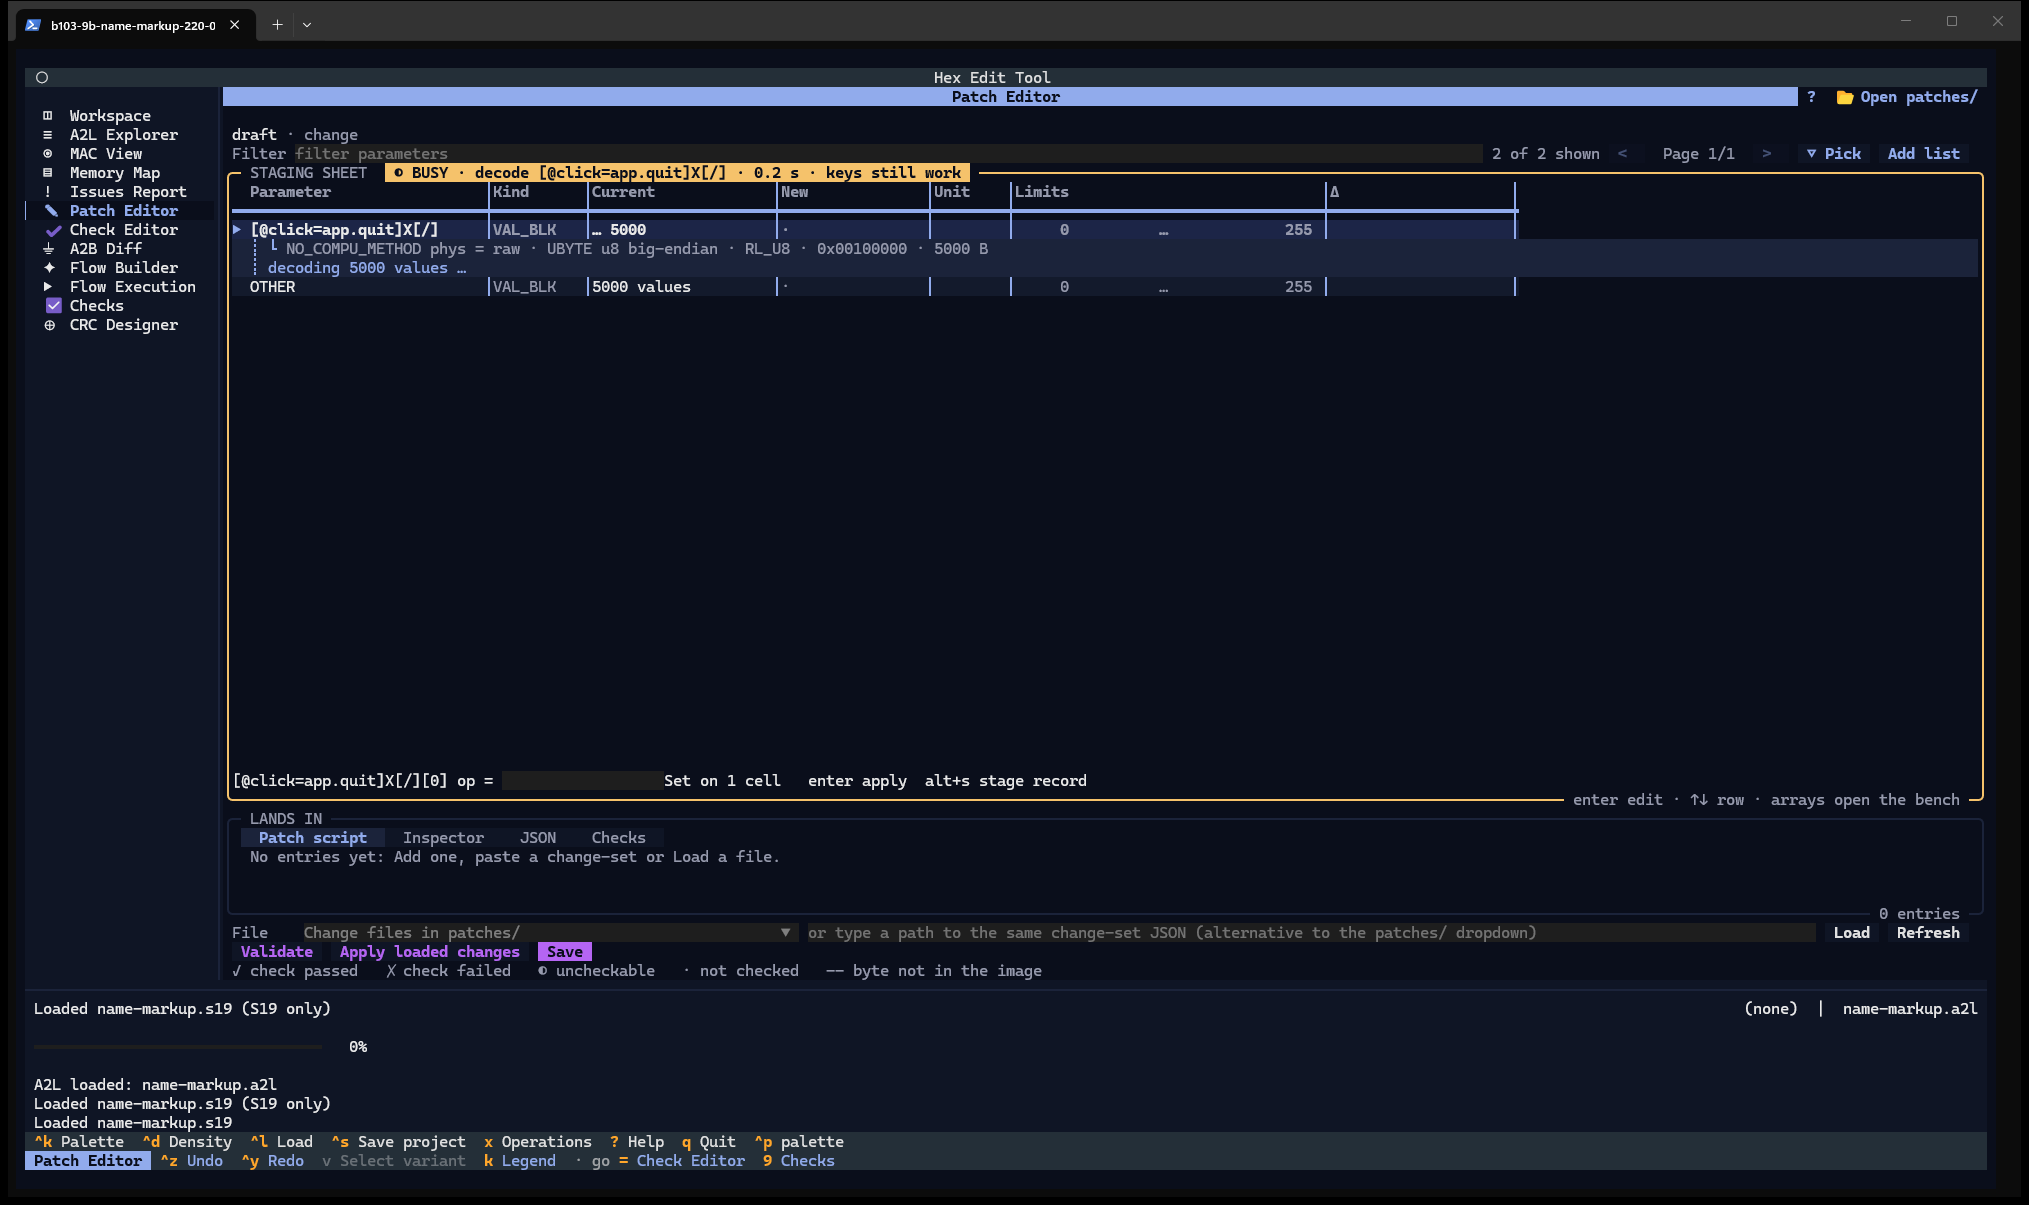 b103-9b-name-markup-220-0
Hex Edit Tool
Patch Editor ? Open patches/
Workspace
A2L Explorer
MAC View
Memory Map
Issues Report
Patch Editor
Check Editor
A2B Diff
Flow Builder
Flow Execution
Checks
CRC Designer
draft · change
Filter filter parameters 2 of 2 shown < Page 1/1 > ▽ Pick Add list
STAGING SHEET ◐ BUSY · decode [@click=app.quit]X[/] · 0.2 s · keys still work
Parameter Kind Current New Unit Limits Δ
▶ [@click=app.quit]X[/] VAL_BLK … 5000 · 0 … 255
└ NO_COMPU_METHOD phys = raw · UBYTE u8 big-endian · RL_U8 · 0x00100000 · 5000 B
decoding 5000 values …
OTHER VAL_BLK 5000 values · 0 … 255
[@click=app.quit]X[/][0] op = Set on 1 cell enter apply alt+s stage record
enter edit · ↑↓ row · arrays open the bench
LANDS IN
Patch script Inspector JSON Checks
No entries yet: Add one, paste a change-set or Load a file.
0 entries
File Change files in patches/ ▼ or type a path to the same change-set JSON (alternative to the patches/ dropdown) Load Refresh
Validate Apply loaded changes Save
√ check passed ╳ check failed ◐ uncheckable · not checked -- byte not in the image
Loaded name-markup.s19 (S19 only) (none) | name-markup.a2l
0%
A2L loaded: name-markup.a2l
Loaded name-markup.s19 (S19 only)
Loaded name-markup.s19
^k Palette ^d Density ^l Load ^s Save project x Operations ? Help q Quit ^p palette
Patch Editor ^z Undo ^y Redo v Select variant k Legend · go = Check Editor 9 Checks